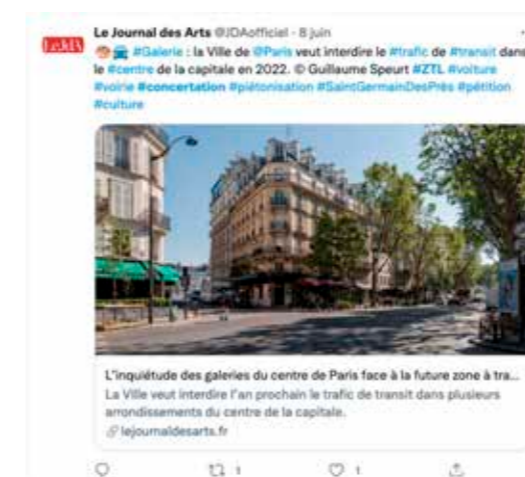 LeJdA
Le Journal des Arts @JDAofficiel · 8 juin
#Galerie : la Ville de @Paris veut interdire le #trafic de #transit dans
le #centre de la capitale en 2022. © Guillaume Speurt #ZTL #voiture
#voirie #concertation #piétonisation #SaintGermainDesPrés #pétition
#culture
L'inquiétude des galeries du centre de Paris face à la future zone à tra...
La Ville veut interdire l'an prochain le trafic de transit dans plusieurs
arrondissements du centre de la capitale.
lejournaldesarts.fr
1 1